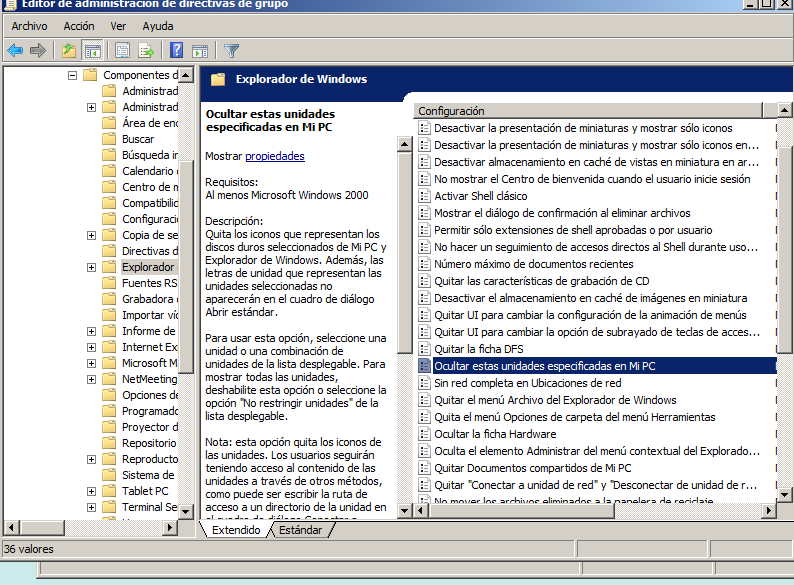 Editor de administración de directivas de grupo
Archivo Acción Ver Ayuda
Componentes d
Administrad
Administrad
Área de enc
Buscar
Búsqueda in
Calendario
Centro de m
Compatibilid
Configuració
Copia de se
Directivas d
Explorador
Fuentes RS
Grabadora
Importar víd
Informe de
Internet Ex
Microsoft M
NetMeeting
Opciones de
Programado
Proyector d
Repositorio
Reproducto
Sistema de
Tablet PC
Terminal Se
Explorador de Windows
Ocultar estas unidades
especificadas en Mi PC
Mostrar propiedades
Requisitos:
Al menos Microsoft Windows 2000
Descripción:
Quita los iconos que representan los
discos duros seleccionados de Mi PC y
Explorador de Windows. Además, las
letras de unidad que representan las
unidades seleccionadas no
aparecerán en el cuadro de diálogo
Abrir estándar.
Para usar esta opción, seleccione una
unidad o una combinación de
unidades de la lista desplegable. Para
mostrar todas las unidades,
deshabilite esta opción o seleccione la
opción "No restringir unidades" de la
lista desplegable.
Nota: esta opción quita los iconos de
las unidades. Los usuarios seguirán
teniendo acceso al contenido de las
unidades a través de otros métodos,
como puede ser escribir la ruta de
acceso a un directorio de la unidad en
el cuadro de diálogo Conectar a
Configuración
Desactivar la presentación de miniaturas y mostrar sólo iconos
Desactivar la presentación de miniaturas y mostrar sólo iconos en...
Desactivar almacenamiento en caché de vistas en miniatura en ar...
No mostrar el Centro de bienvenida cuando el usuario inicie sesión
Activar Shell clásico
Mostrar el diálogo de confirmación al eliminar archivos
Permitir sólo extensiones de shell aprobadas o por usuario
No hacer un seguimiento de accesos directos al Shell durante uso...
Número máximo de documentos recientes
Quitar las características de grabación de CD
Desactivar el almacenamiento en caché de imágenes en miniatura
Quitar UI para cambiar la configuración de la animación de menús
Quitar UI para cambiar la opción de subrayado de teclas de acces...
Quitar la ficha DFS
Ocultar estas unidades especificadas en Mi PC
Sin red completa en Ubicaciones de red
Quitar el menú Archivo del Explorador de Windows
Quita el menú Opciones de carpeta del menú Herramientas
Ocultar la ficha Hardware
Oculta el elemento Administrar del menú contextual del Explorado...
Quitar Documentos compartidos de Mi PC
Quitar "Conectar a unidad de red" y "Desconectar de unidad de r...
No mover los archivos eliminados a la papelera de reciclaje
Extendido Estándar
36 valores